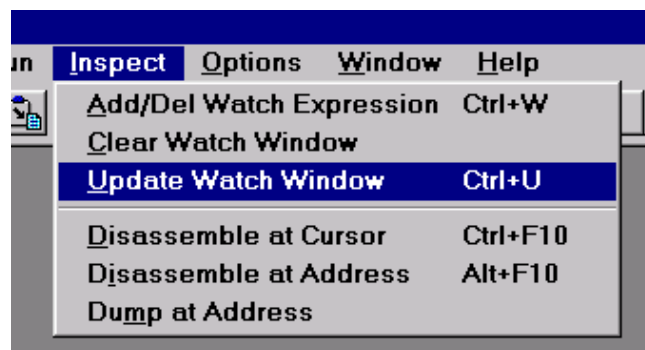 un Inspect Options Window Help
Add/Del Watch Expression Ctrl+W
Clear Watch Window
Update Watch Window Ctrl+U
Disassemble at Cursor Ctrl+F10
Disassemble at Address Alt+F10
Dump at Address